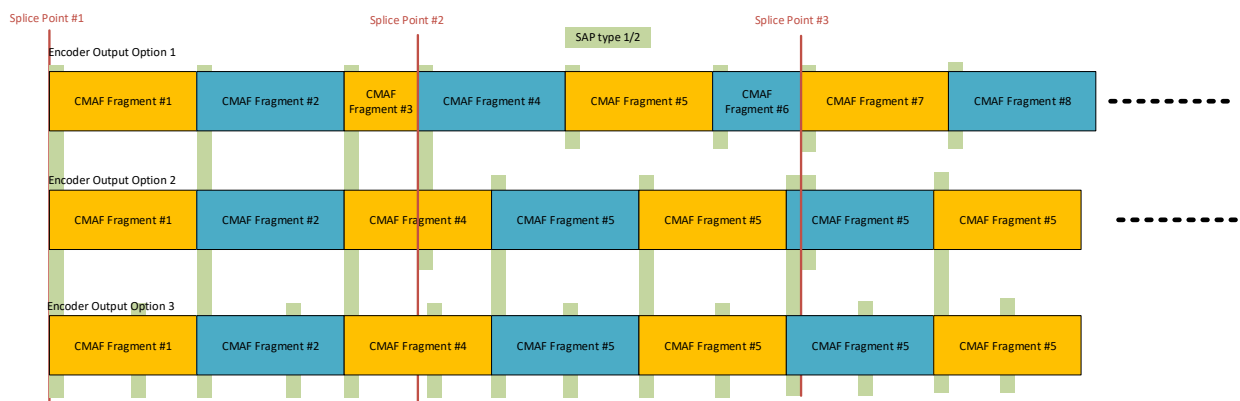 Splice Point #1
Splice Point #2
Splice Point #3
SAP type 1/2
Encoder Output Option 1
CMAF Fragment #1
CMAF Fragment #2
CMAF
Fragment #3
CMAF Fragment #4
CMAF Fragment #5
CMAF
Fragment
#6
CMAF Fragment #7
CMAF Fragment #8
Encoder Output Option 2
CMAF Fragment #1
CMAF Fragment #2
CMAF Fragment #4
CMAF Fragment #5
CMAF Fragment #5
CMAF Fragment #5
CMAF Fragment #5
Encoder Output Option 3
CMAF Fragment #1
CMAF Fragment #2
CMAF Fragment #4
CMAF Fragment #5
CMAF Fragment #5
CMAF Fragment #5
CMAF Fragment #5